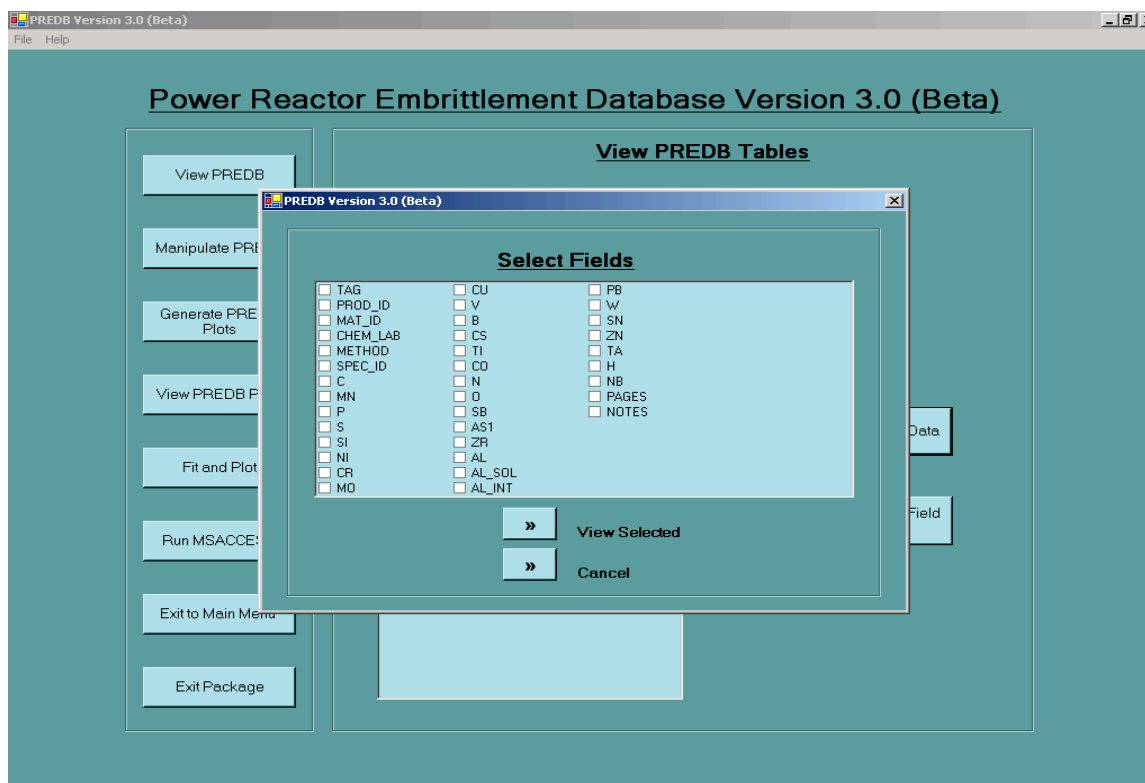 PREDB Version 3.0 (Beta)
File Help
Power Reactor Embrittlement Database Version 3.0 (Beta)
View PREDB
Manipulate
Generate
Plots
View PREDB
Fit and Plot
Run
Exit to Main Menu
Exit Package
View PREDB Tables
Data
Field
PREDB Version 3.0 (Beta)
Select Fields
TAG
PROD_ID
MAT_ID
CHEM_LAB
METHOD
SPEC_ID
C
MN
P
S
SI
NI
CR
MO
CU
V
B
CS
TI
CO
N
O
SB
AS1
ZR
AL
AL_SOL
AL_INT
PB
W
SN
ZN
TA
H
NB
PAGES
NOTES
» View Selected
» Cancel